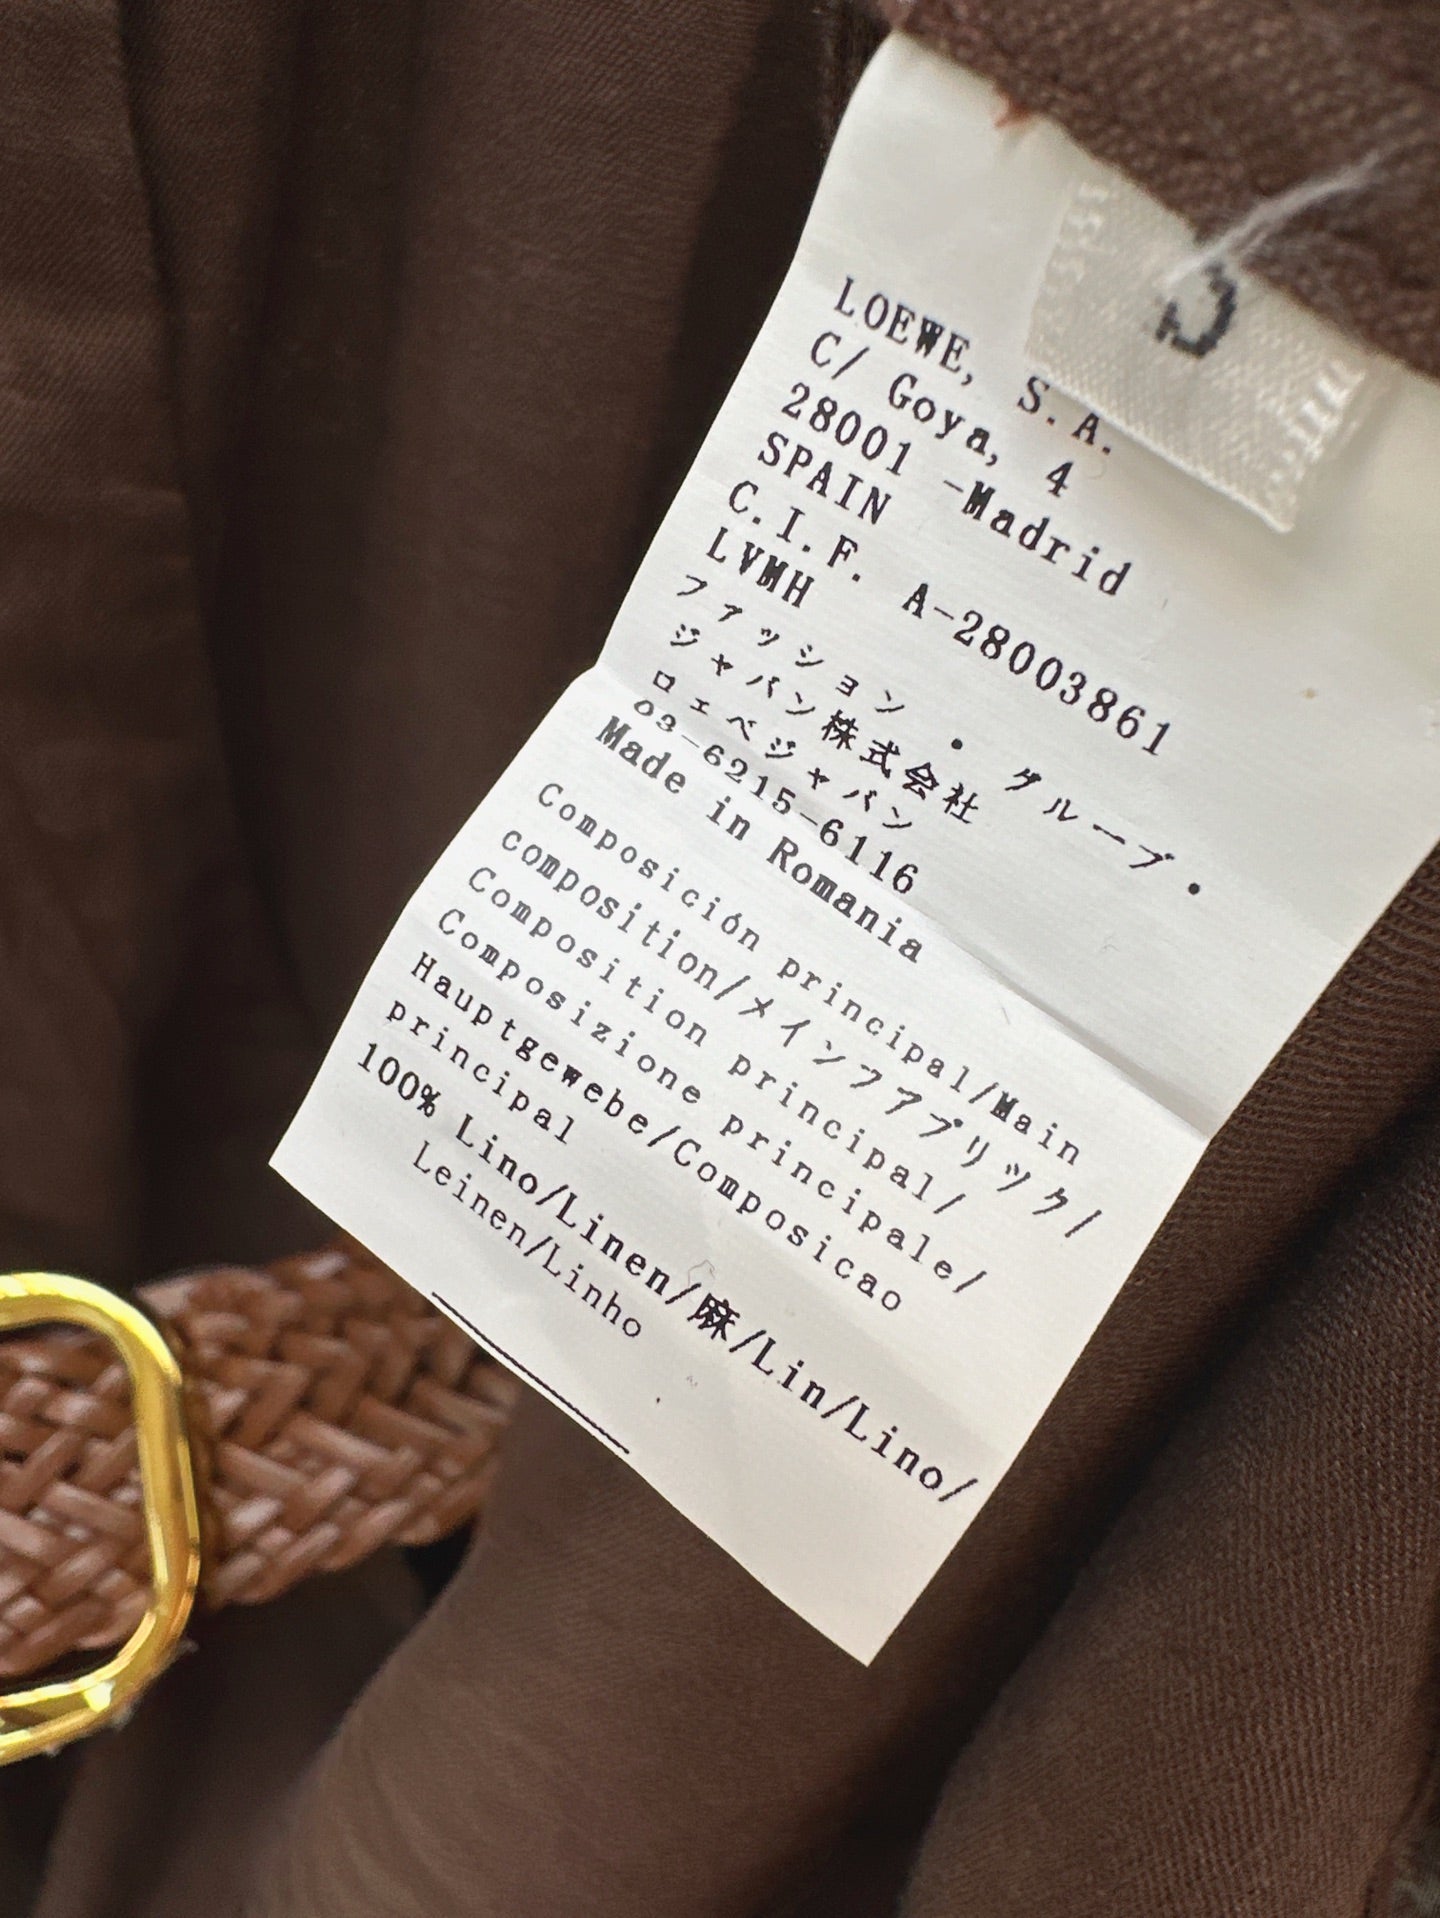 LOEWE, S.A.
C/ Goya, 4
28001 -Madrid
SPAIN
C.I.F. A-28003861
LVMH
ファッション・グループ・
ジャパン株式会社
ロエベジャパン
03-6215-6116
Made in Romania
Composición principal/Main
composition/メインファブリック/
Composition principal/
Composizione principale/
Hauptgewebe/Composicao
principal
100% Lino/Linen/麻/Lin/Lino/
Leinen/Linho